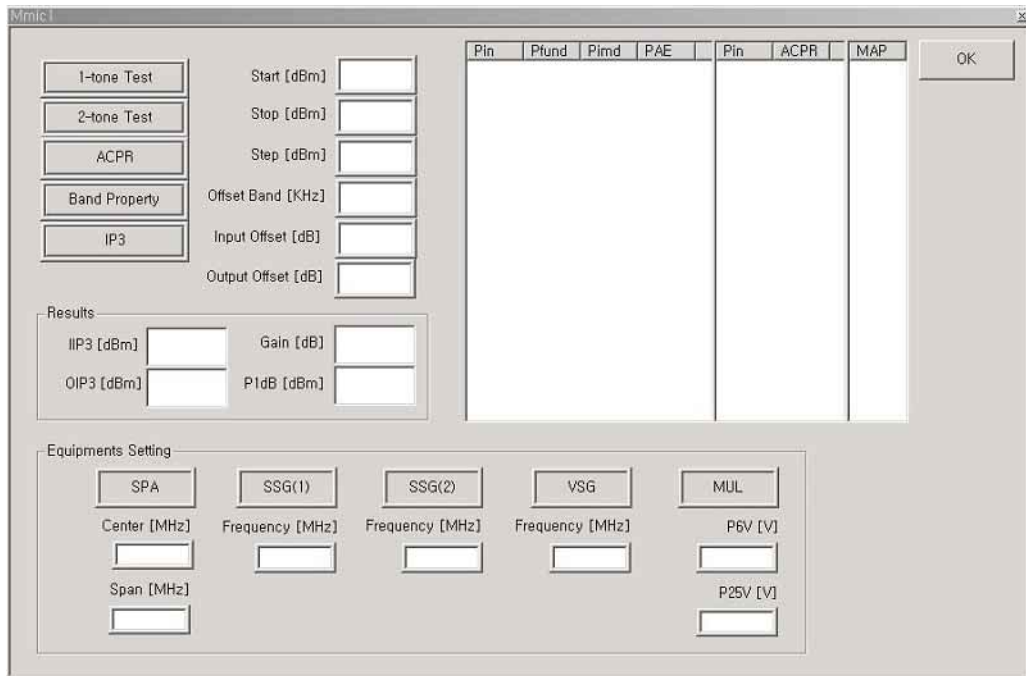 Mmic1
1-tone Test
2-tone Test
ACPR
Band Property
IP3
Start [dBm]
Stop [dBm]
Step [dBm]
Offset Band [KHz]
Input Offset [dB]
Output Offset [dB]
Pin Pfund Pimd PAE
Pin ACPR
MAP
OK
Results
IIP3 [dBm]
Gain [dB]
OIP3 [dBm]
P1dB [dBm]
Equipments Setting
SPA
SSG(1)
SSG(2)
VSG
MUL
Center [MHz]
Frequency [MHz]
Frequency [MHz]
Frequency [MHz]
P6V [V]
Span [MHz]
P25V [V]